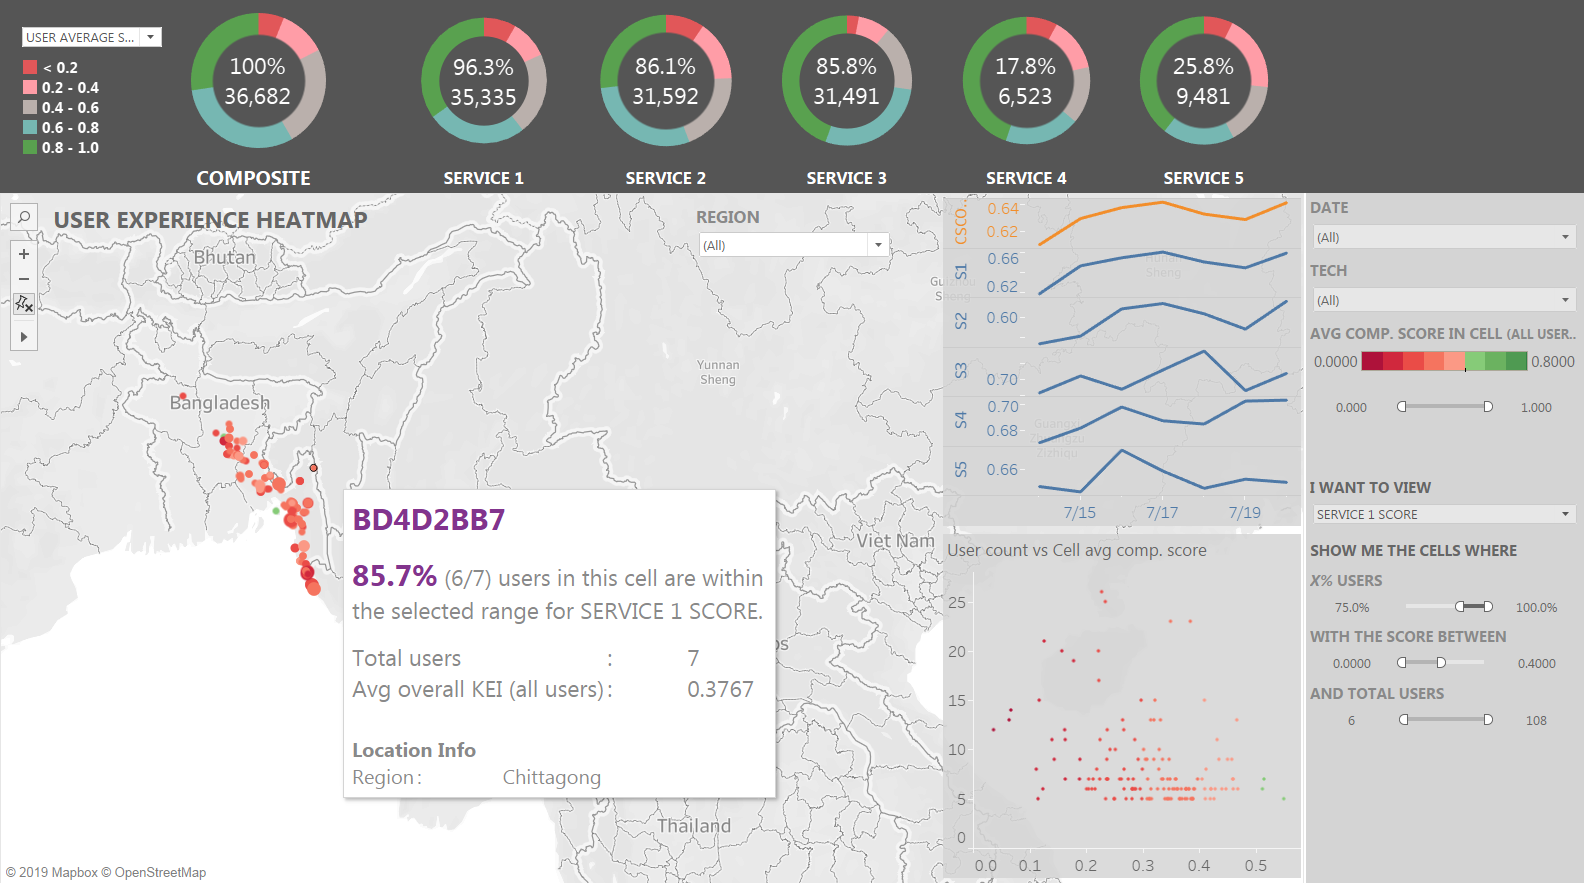 USER AVERAGE S...
< 0.2
0.2 - 0.4
0.4 - 0.6
0.6 - 0.8
0.8 - 1.0
100%
36,682
COMPOSITE
96.3%
35,335
SERVICE 1
86.1%
31,592
SERVICE 2
85.8%
31,491
SERVICE 3
17.8%
6,523
SERVICE 4
25.8%
9,481
SERVICE 5
USER EXPERIENCE HEATMAP
REGION
(All)
Bhutan
Bangladesh
Yunnan
Sheng
Viet Nam
Thailand
BD4D2BB7
85.7% (6/7) users in this cell are within
the selected range for SERVICE 1 SCORE.
Total users : 7
Avg overall KEI (all users) : 0.3767
Location Info
Region : Chittagong
© 2019 Mapbox © OpenStreetMap
CSCO..
0.64
0.62
S1
0.66
0.62
S2
0.60
S3
0.70
S4
0.70
0.68
S5
0.66
7/15
7/17
7/19
User count vs Cell avg comp. score
25
20
15
10
5
0
0.0 0.1 0.2 0.3 0.4 0.5
DATE
(All)
TECH
(All)
AVG COMP. SCORE IN CELL (ALL USER..
0.0000 0.8000
0.000 1.000
I WANT TO VIEW
SERVICE 1 SCORE
SHOW ME THE CELLS WHERE
X% USERS
75.0% 100.0%
WITH THE SCORE BETWEEN
0.0000 0.4000
AND TOTAL USERS
6 108